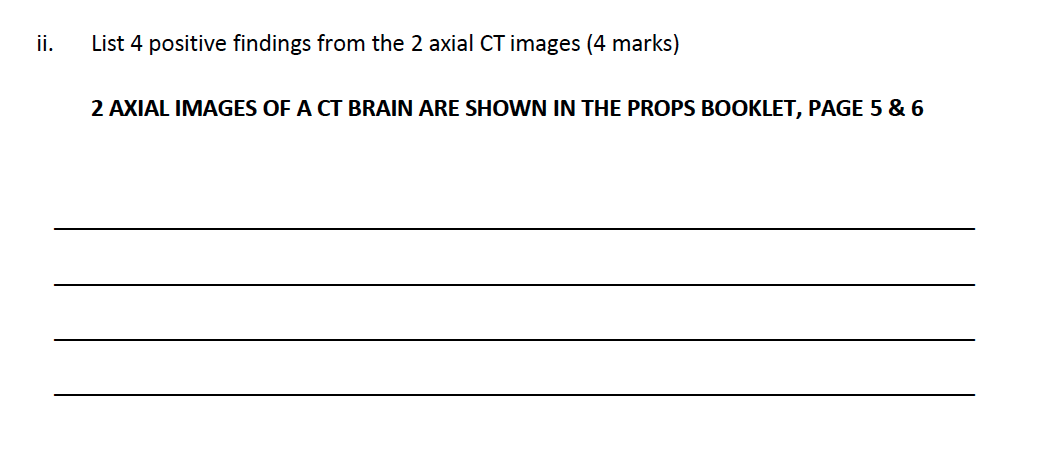 ii. List 4 positive findings from the 2 axial CT images (4 marks)
2 AXIAL IMAGES OF A CT BRAIN ARE SHOWN IN THE PROPS BOOKLET, PAGE 5 & 6